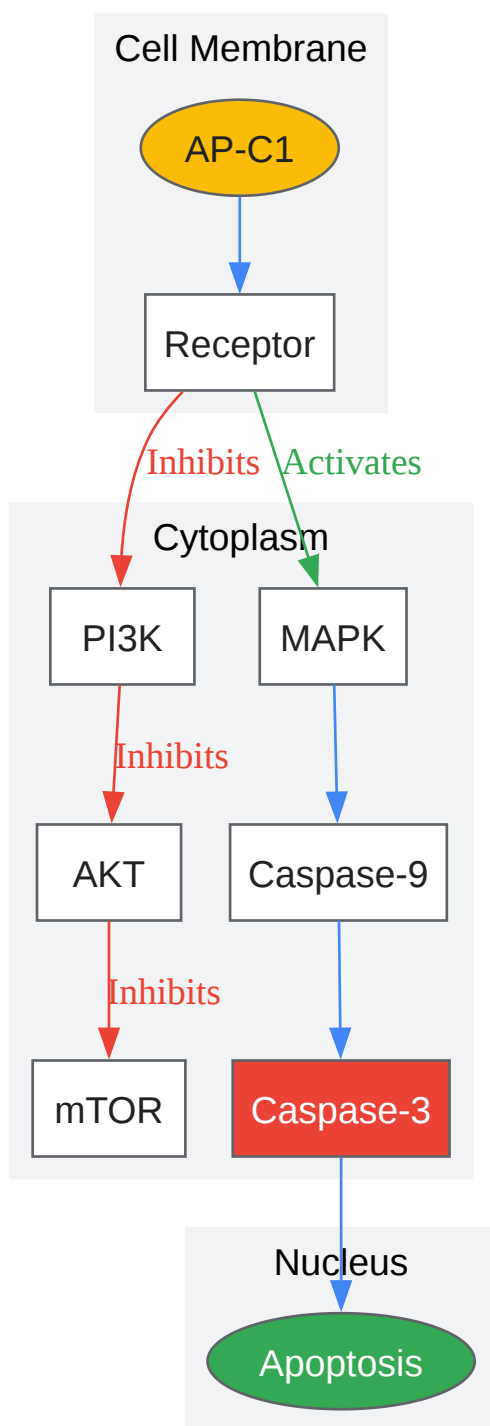 Cell Membrane
AP-C1
Receptor
Inhibits
Activates
Cytoplasm
PI3K
MAPK
Inhibits
AKT
Caspase-9
Inhibits
mTOR
Caspase-3
Nucleus
Apoptosis